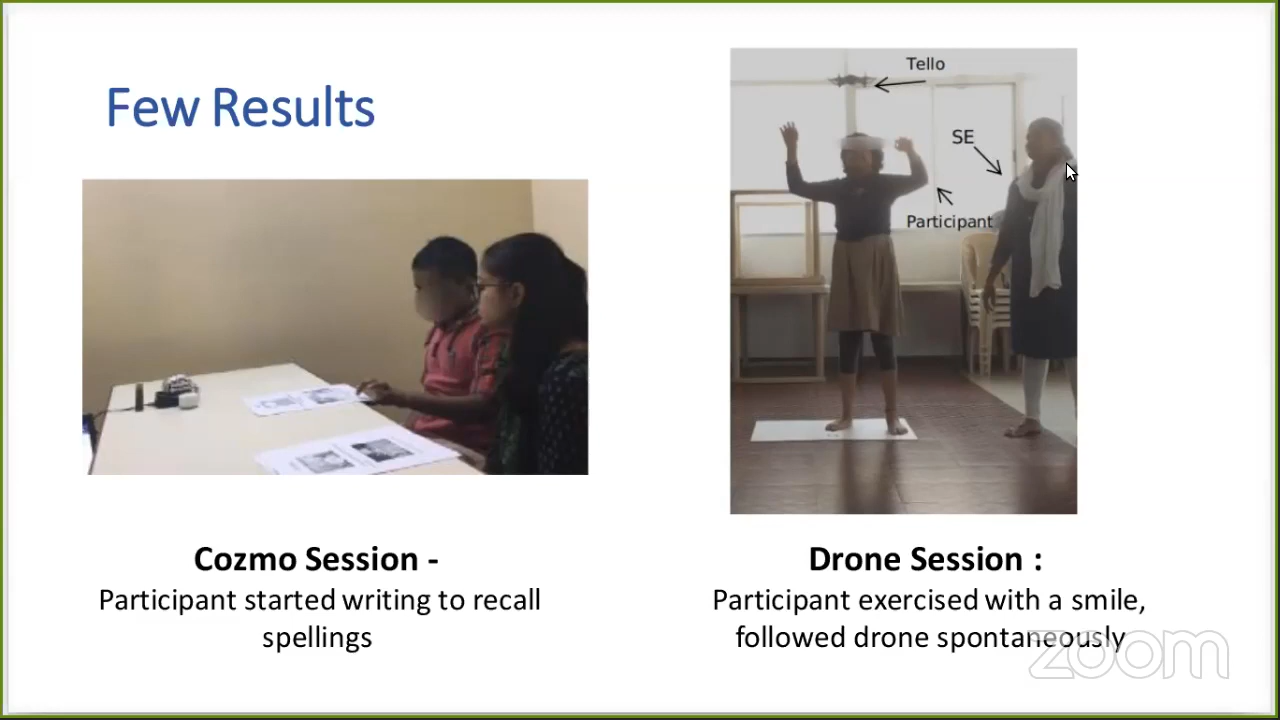 Few Results
Tello
SE
Participant
Cozmo Session -
Participant started writing to recall
spellings
Drone Session :
Participant exercised with a smile,
followed drone spontaneously
zoom